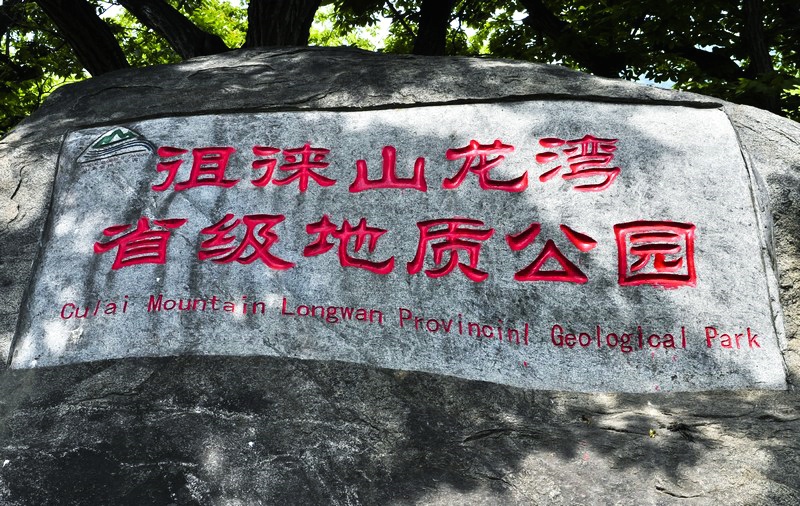 徂徕山龙湾
省级地质公园
Culai Mountain Longwan Provincinl Geological Park